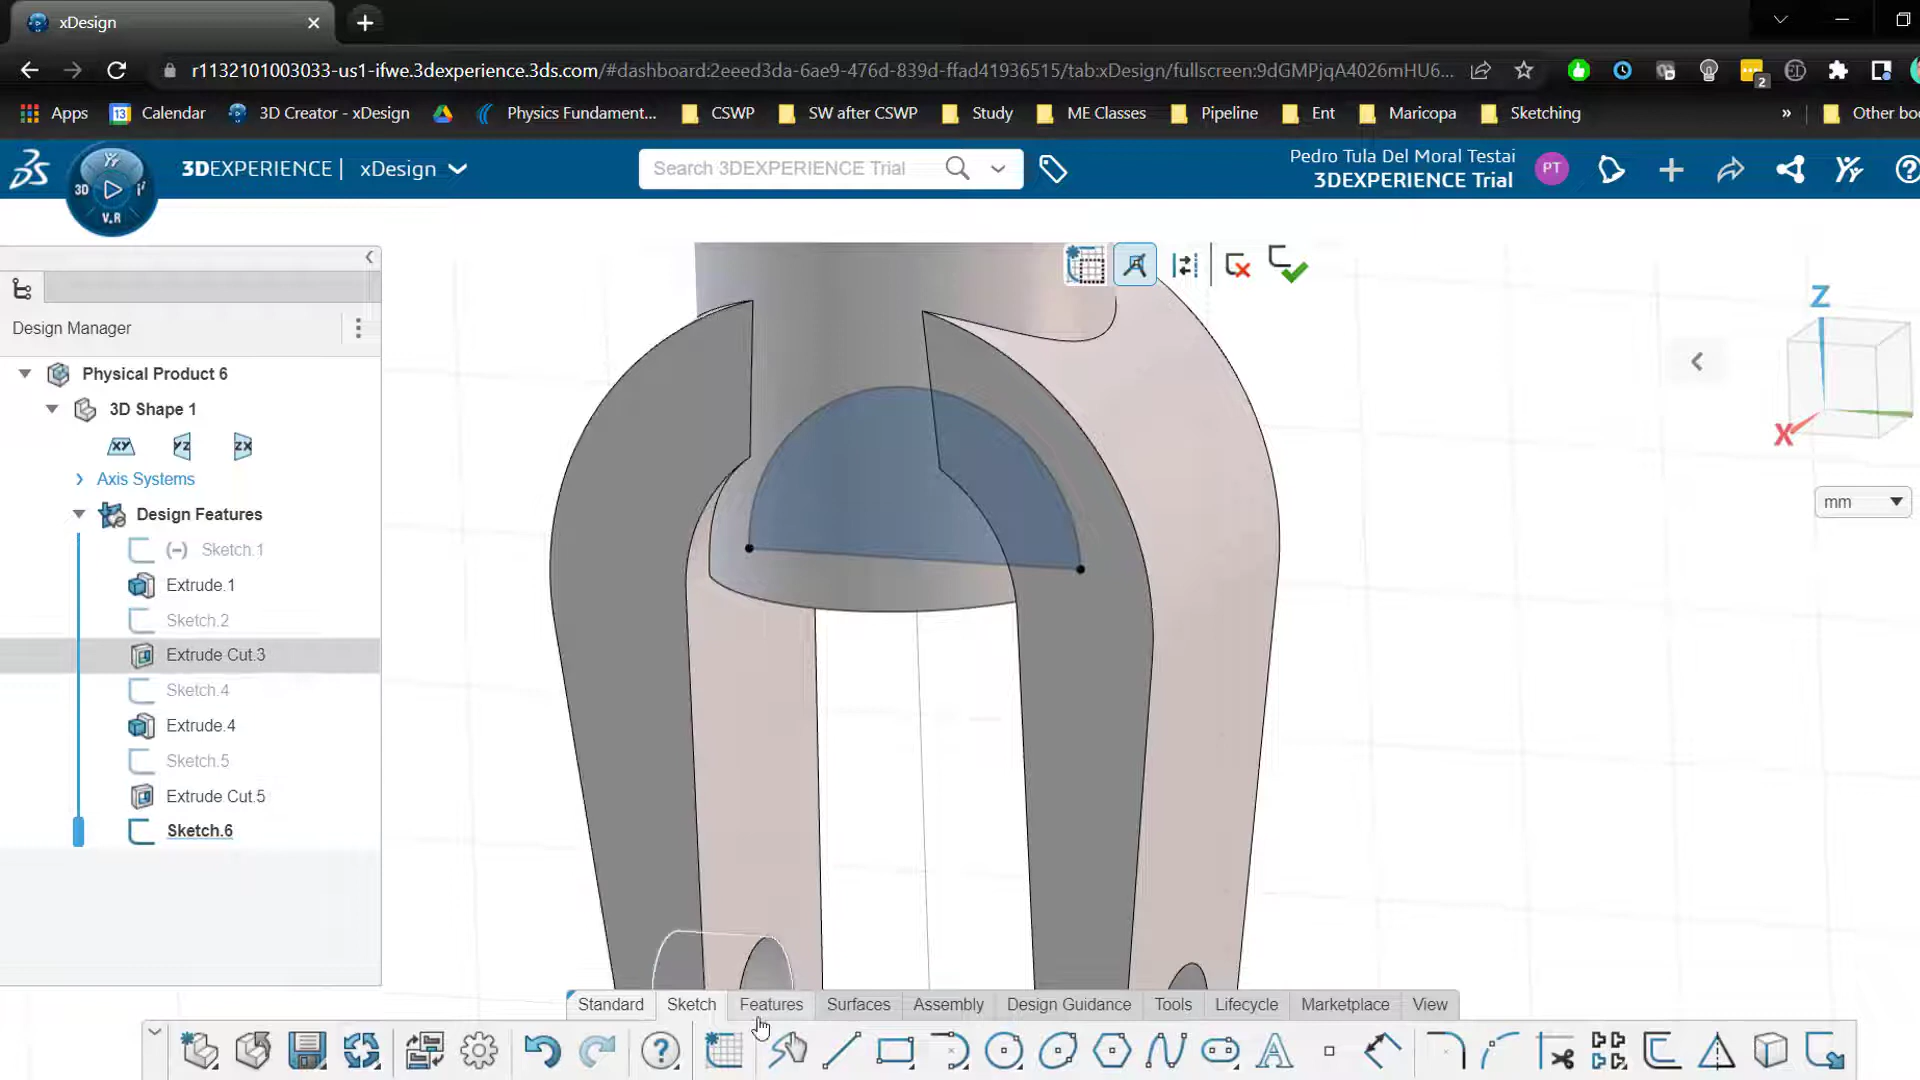 xDesign
r1132101003033-us1-ifwe.3dexperience.3ds.com/#dashboard:2eeed3da-6ae9-476d-839d-ffad41936515/tab:xDesign/fullscreen:9dGMPjqA4026mHU6...
2
Apps
13
Calendar
3D Creator - xDesign
Physics Fundament...
CSWP
SW after CSWP
Study
ME Classes
Pipeline
Ent
Maricopa
Sketching
»
Other boo
3DEXPERIENCE | xDesign
3D
V.R
Search 3DEXPERIENCE Trial
Pedro Tula Del Moral Testai
3DEXPERIENCE Trial
PT
Design Manager
Physical Product 6
3D Shape 1
XY
YZ
ZX
Axis Systems
Design Features
(-) Sketch.1
Extrude.1
Sketch.2
Extrude Cut.3
Sketch.4
Extrude.4
Sketch.5
Extrude Cut.5
Sketch.6
Z
X
mm
Standard
Sketch
Features
Surfaces
Assembly
Design Guidance
Tools
Lifecycle
Marketplace
View